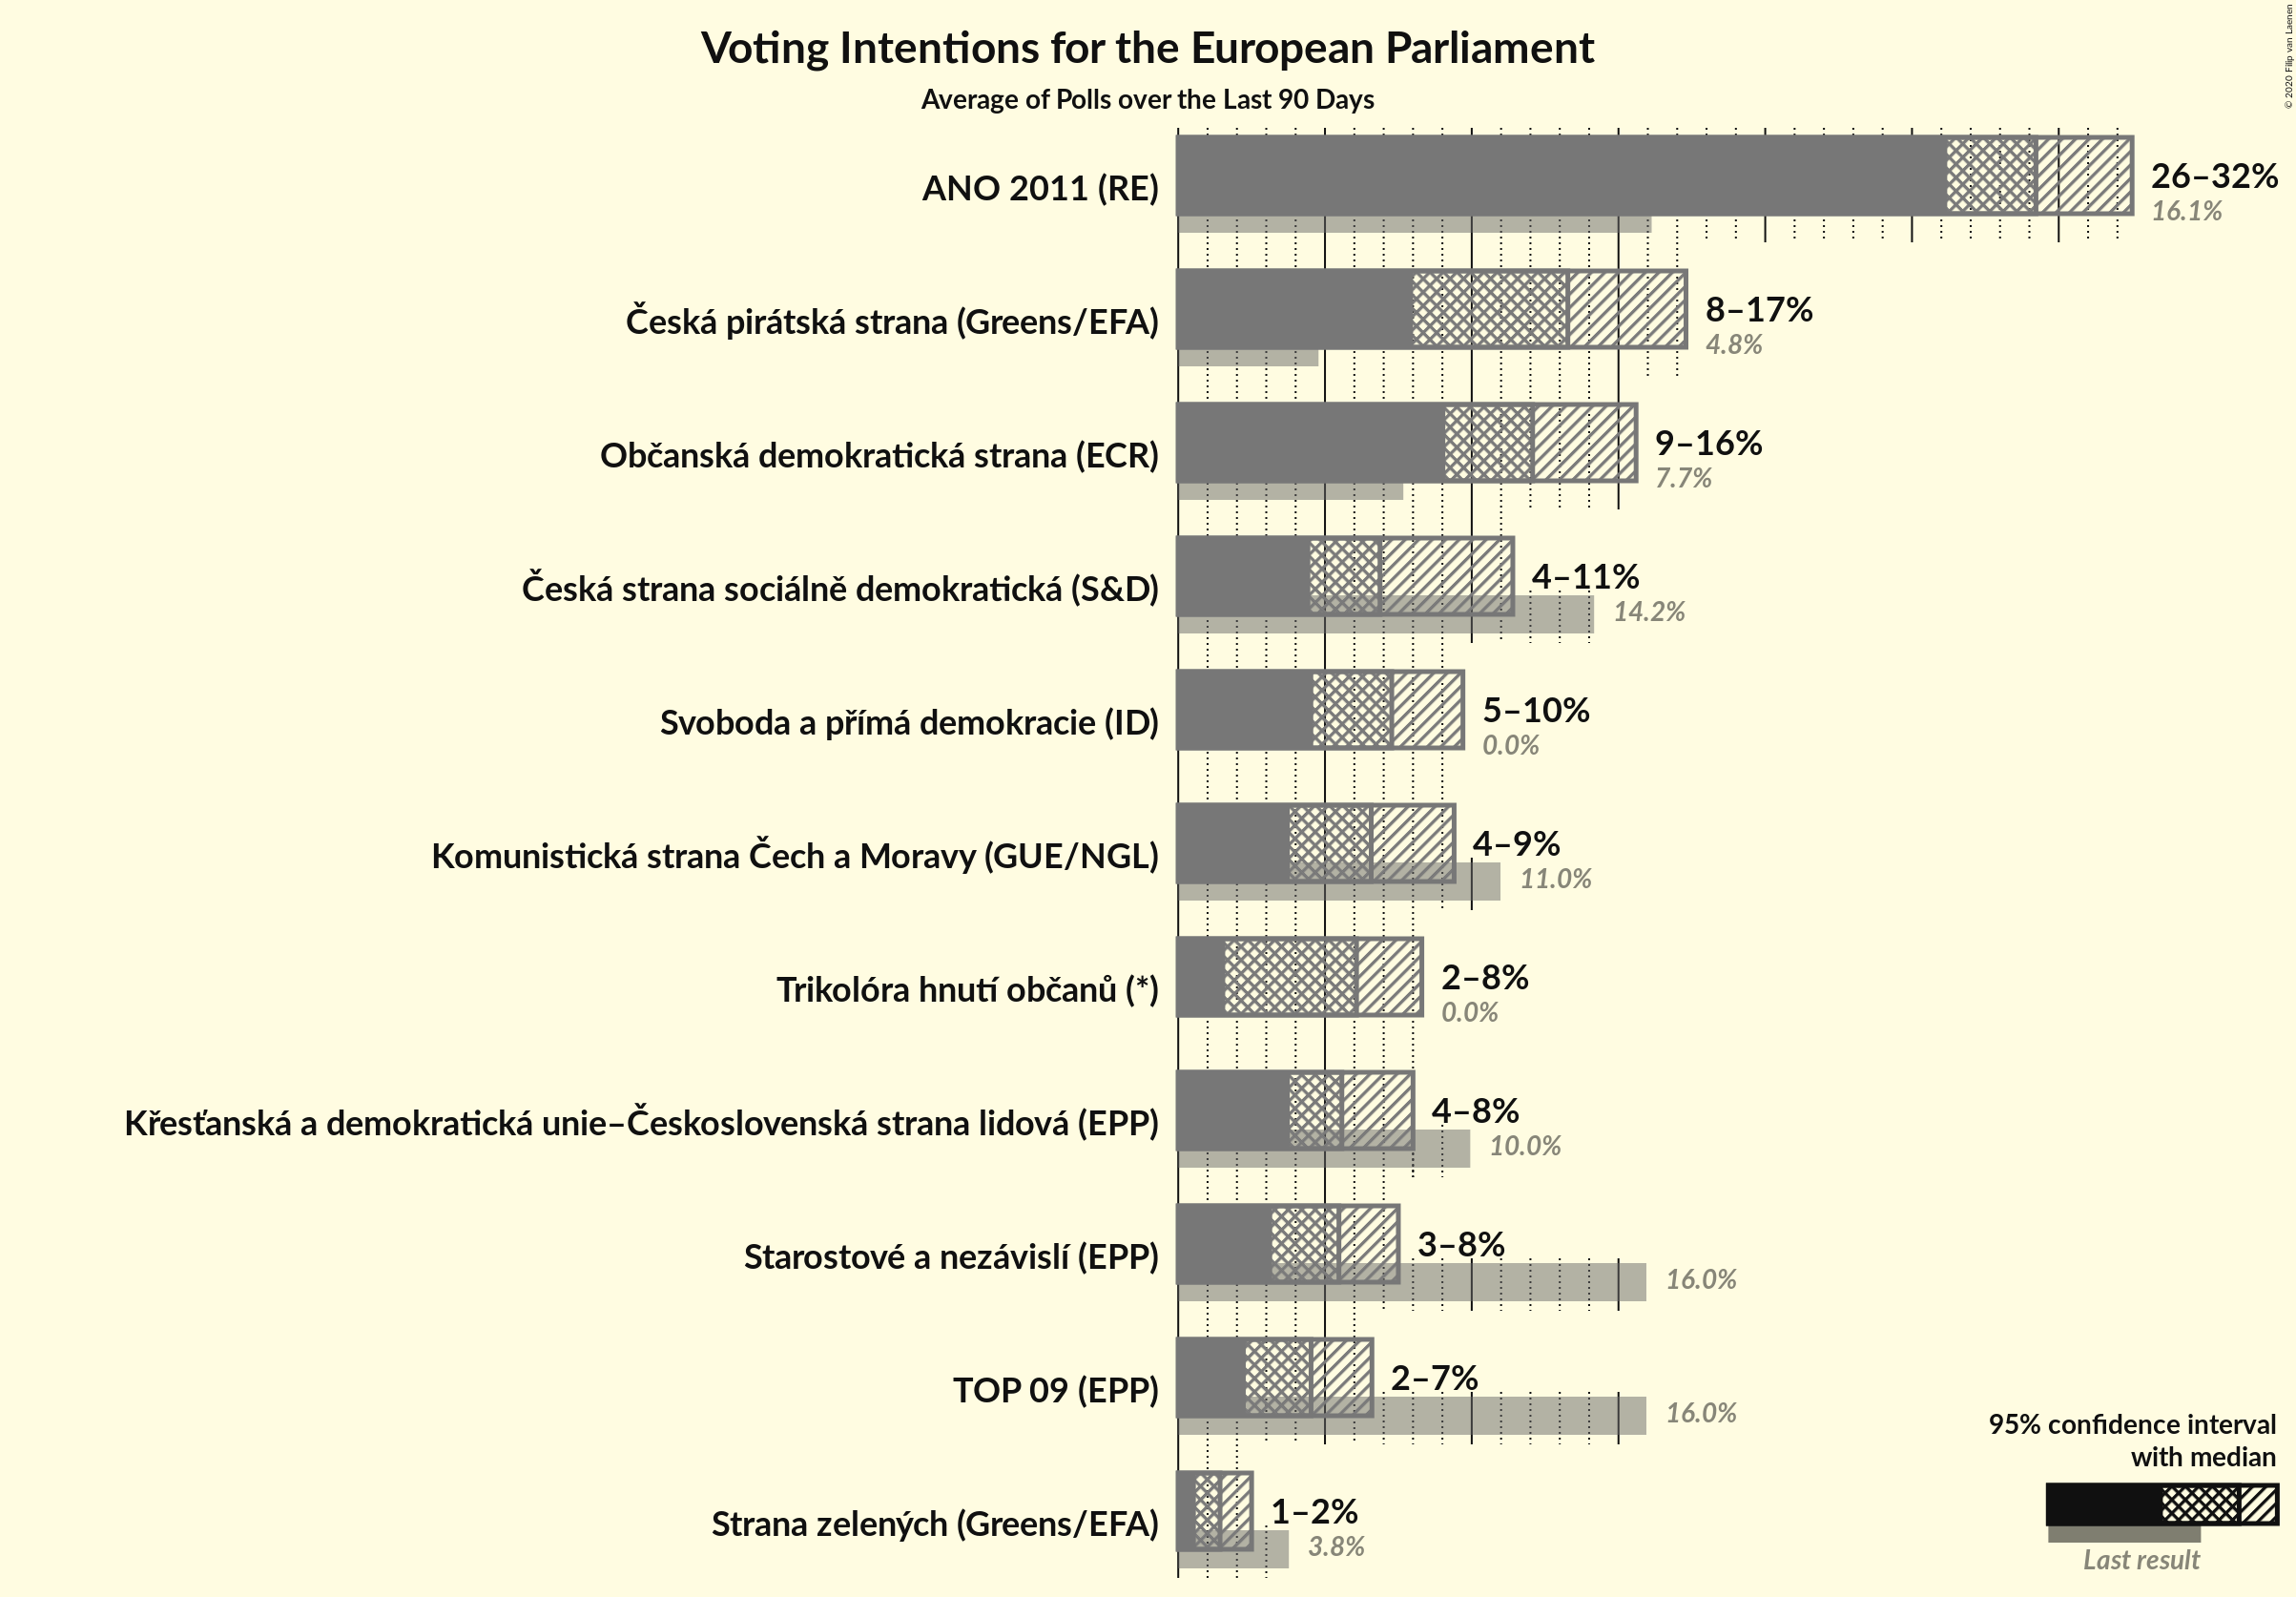 Voting Intentions for the European Parliament
Average of Polls over the Last 90 Days
© 2020 Filip van Laenen
ANO 2011 (RE)
26–32%
16.1%
Česká pirátská strana (Greens/EFA)
8–17%
4.8%
Občanská demokratická strana (ECR)
9–16%
7.7%
Česká strana sociálně demokratická (S&D)
4–11%
14.2%
Svoboda a přímá demokracie (ID)
5–10%
0.0%
Komunistická strana Čech a Moravy (GUE/NGL)
4–9%
11.0%
Trikolóra hnutí občanů (*)
2–8%
0.0%
Křesťanská a demokratická unie–Československá strana lidová (EPP)
4–8%
10.0%
Starostové a nezávislí (EPP)
3–8%
16.0%
TOP 09 (EPP)
2–7%
16.0%
Strana zelených (Greens/EFA)
1–2%
3.8%
95% confidence interval
with median
Last result